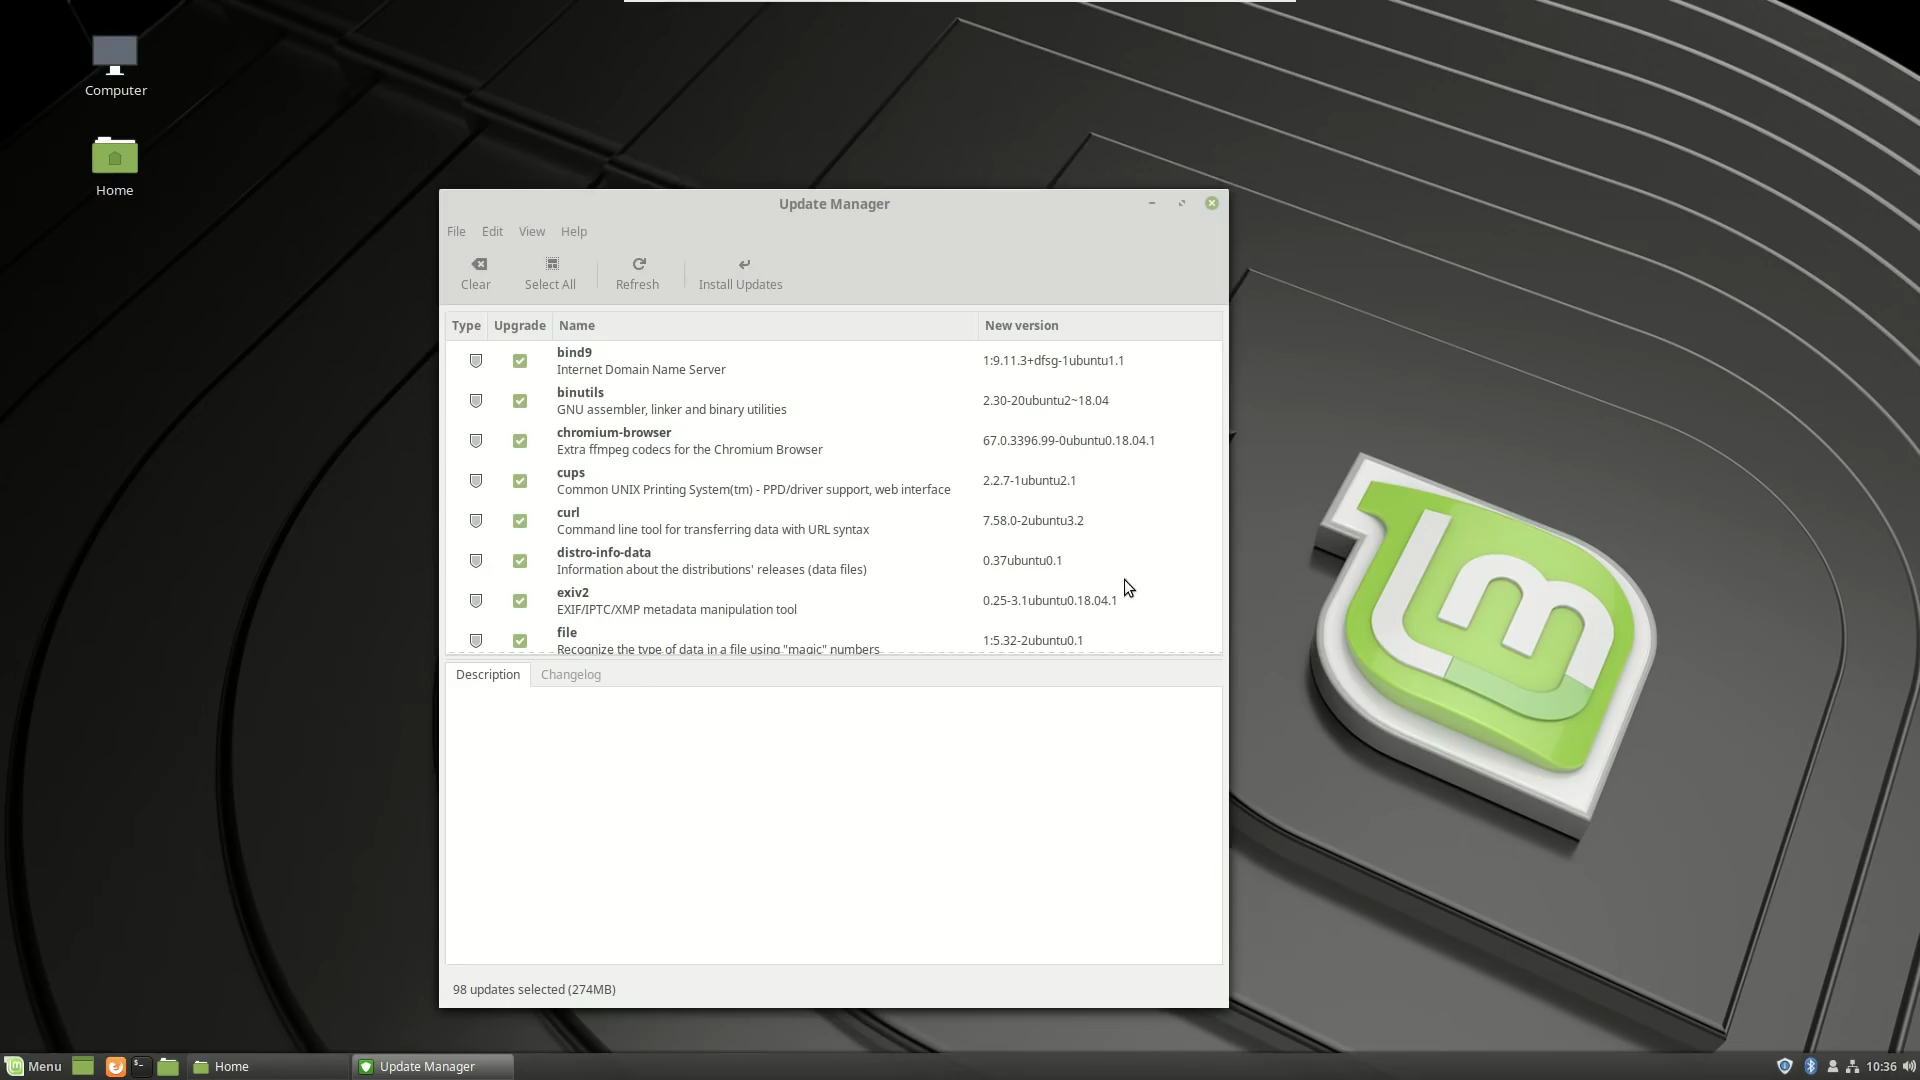 Computer
Home
Update Manager
File Edit View Help
Clear Select All Refresh Install Updates
Type Upgrade Name New version
bind9
Internet Domain Name Server
1:9.11.3+dfsg-1ubuntu1.1
binutils
GNU assembler, linker and binary utilities
2.30-20ubuntu2~18.04
chromium-browser
Extra ffmpeg codecs for the Chromium Browser
67.0.3396.99-0ubuntu0.18.04.1
cups
Common UNIX Printing System(tm) - PPD/driver support, web interface
2.2.7-1ubuntu2.1
curl
Command line tool for transferring data with URL syntax
7.58.0-2ubuntu3.2
distro-info-data
Information about the distributions' releases (data files)
0.37ubuntu0.1
exiv2
EXIF/IPTC/XMP metadata manipulation tool
0.25-3.1ubuntu0.18.04.1
file
Recognize the type of data in a file using "magic" numbers
1:5.32-2ubuntu0.1
Description Changelog
98 updates selected (274MB)
Menu Home Update Manager 10:36